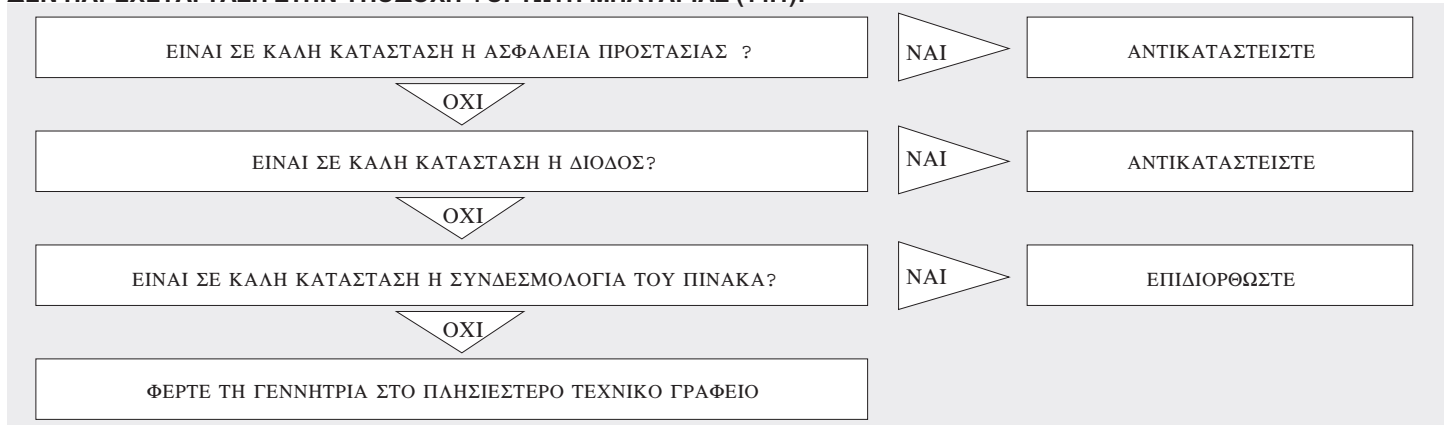 ΕΙΝΑΙ ΣΕ ΚΑΛΗ ΚΑΤΑΣΤΑΣΗ Η ΑΣΦΑΛΕΙΑ ΠΡΟΣΤΑΣΙΑΣ ?
ΝΑΙ
ΑΝΤΙΚΑΤΑΣΤΕΙΣΤΕ
ΟΧΙ
ΕΙΝΑΙ ΣΕ ΚΑΛΗ ΚΑΤΑΣΤΑΣΗ Η ΔΙΟΔΟΣ?
ΝΑΙ
ΑΝΤΙΚΑΤΑΣΤΕΙΣΤΕ
ΟΧΙ
ΕΙΝΑΙ ΣΕ ΚΑΛΗ ΚΑΤΑΣΤΑΣΗ Η ΣΥΝΔΕΣΜΟΛΟΓΙΑ ΤΟΥ ΠΙΝΑΚΑ?
ΝΑΙ
ΕΠΙΔΙΟΡΘΩΣΤΕ
ΟΧΙ
ΦΕΡΤΕ ΤΗ ΓΕΝΝΗΤΡΙΑ ΣΤΟ ΠΛΗΣΙΕΣΤΕΡΟ ΤΕΧΝΙΚΟ ΓΡΑΦΕΙΟ